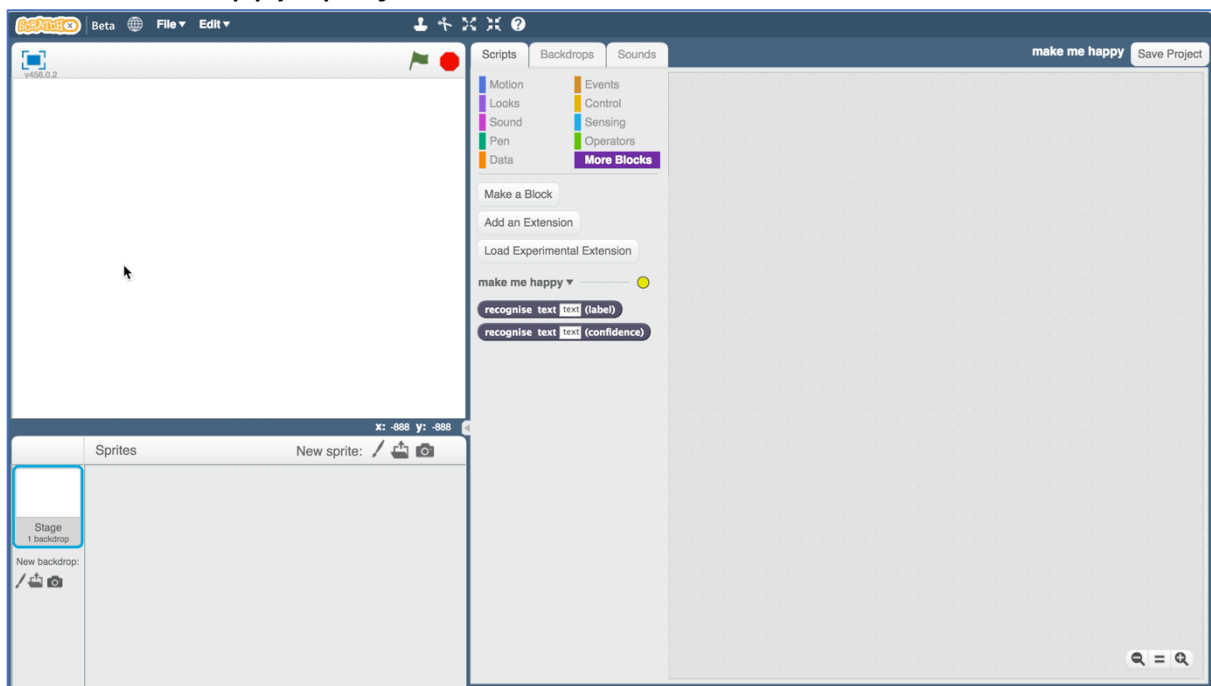 SCRATCHX Beta File Edit
v458.0.2
Scripts Backdrops Sounds
make me happy Save Project
Motion Events
Looks Control
Sound Sensing
Pen Operators
Data More Blocks
Make a Block
Add an Extension
Load Experimental Extension
make me happy
recognise text text (label)
recognise text text (confidence)
x: -888 y: -888
Sprites New sprite:
Stage
1 backdrop
New backdrop: